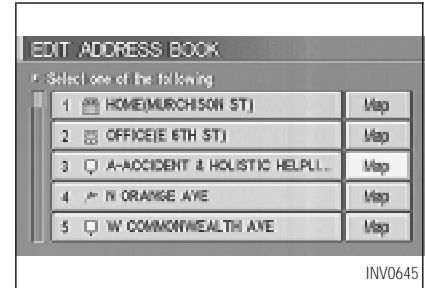 EDIT ADDRESS BOOK
Select one of the following
1 HOME(MURCHISON ST) Map
2 OFFICE(E 6TH ST) Map
3 A-ACCIDENT & HOLISTIC HELPLI... Map
4 N ORANGE AVE Map
5 W COMMONWEALTH AVE Map
INV0645